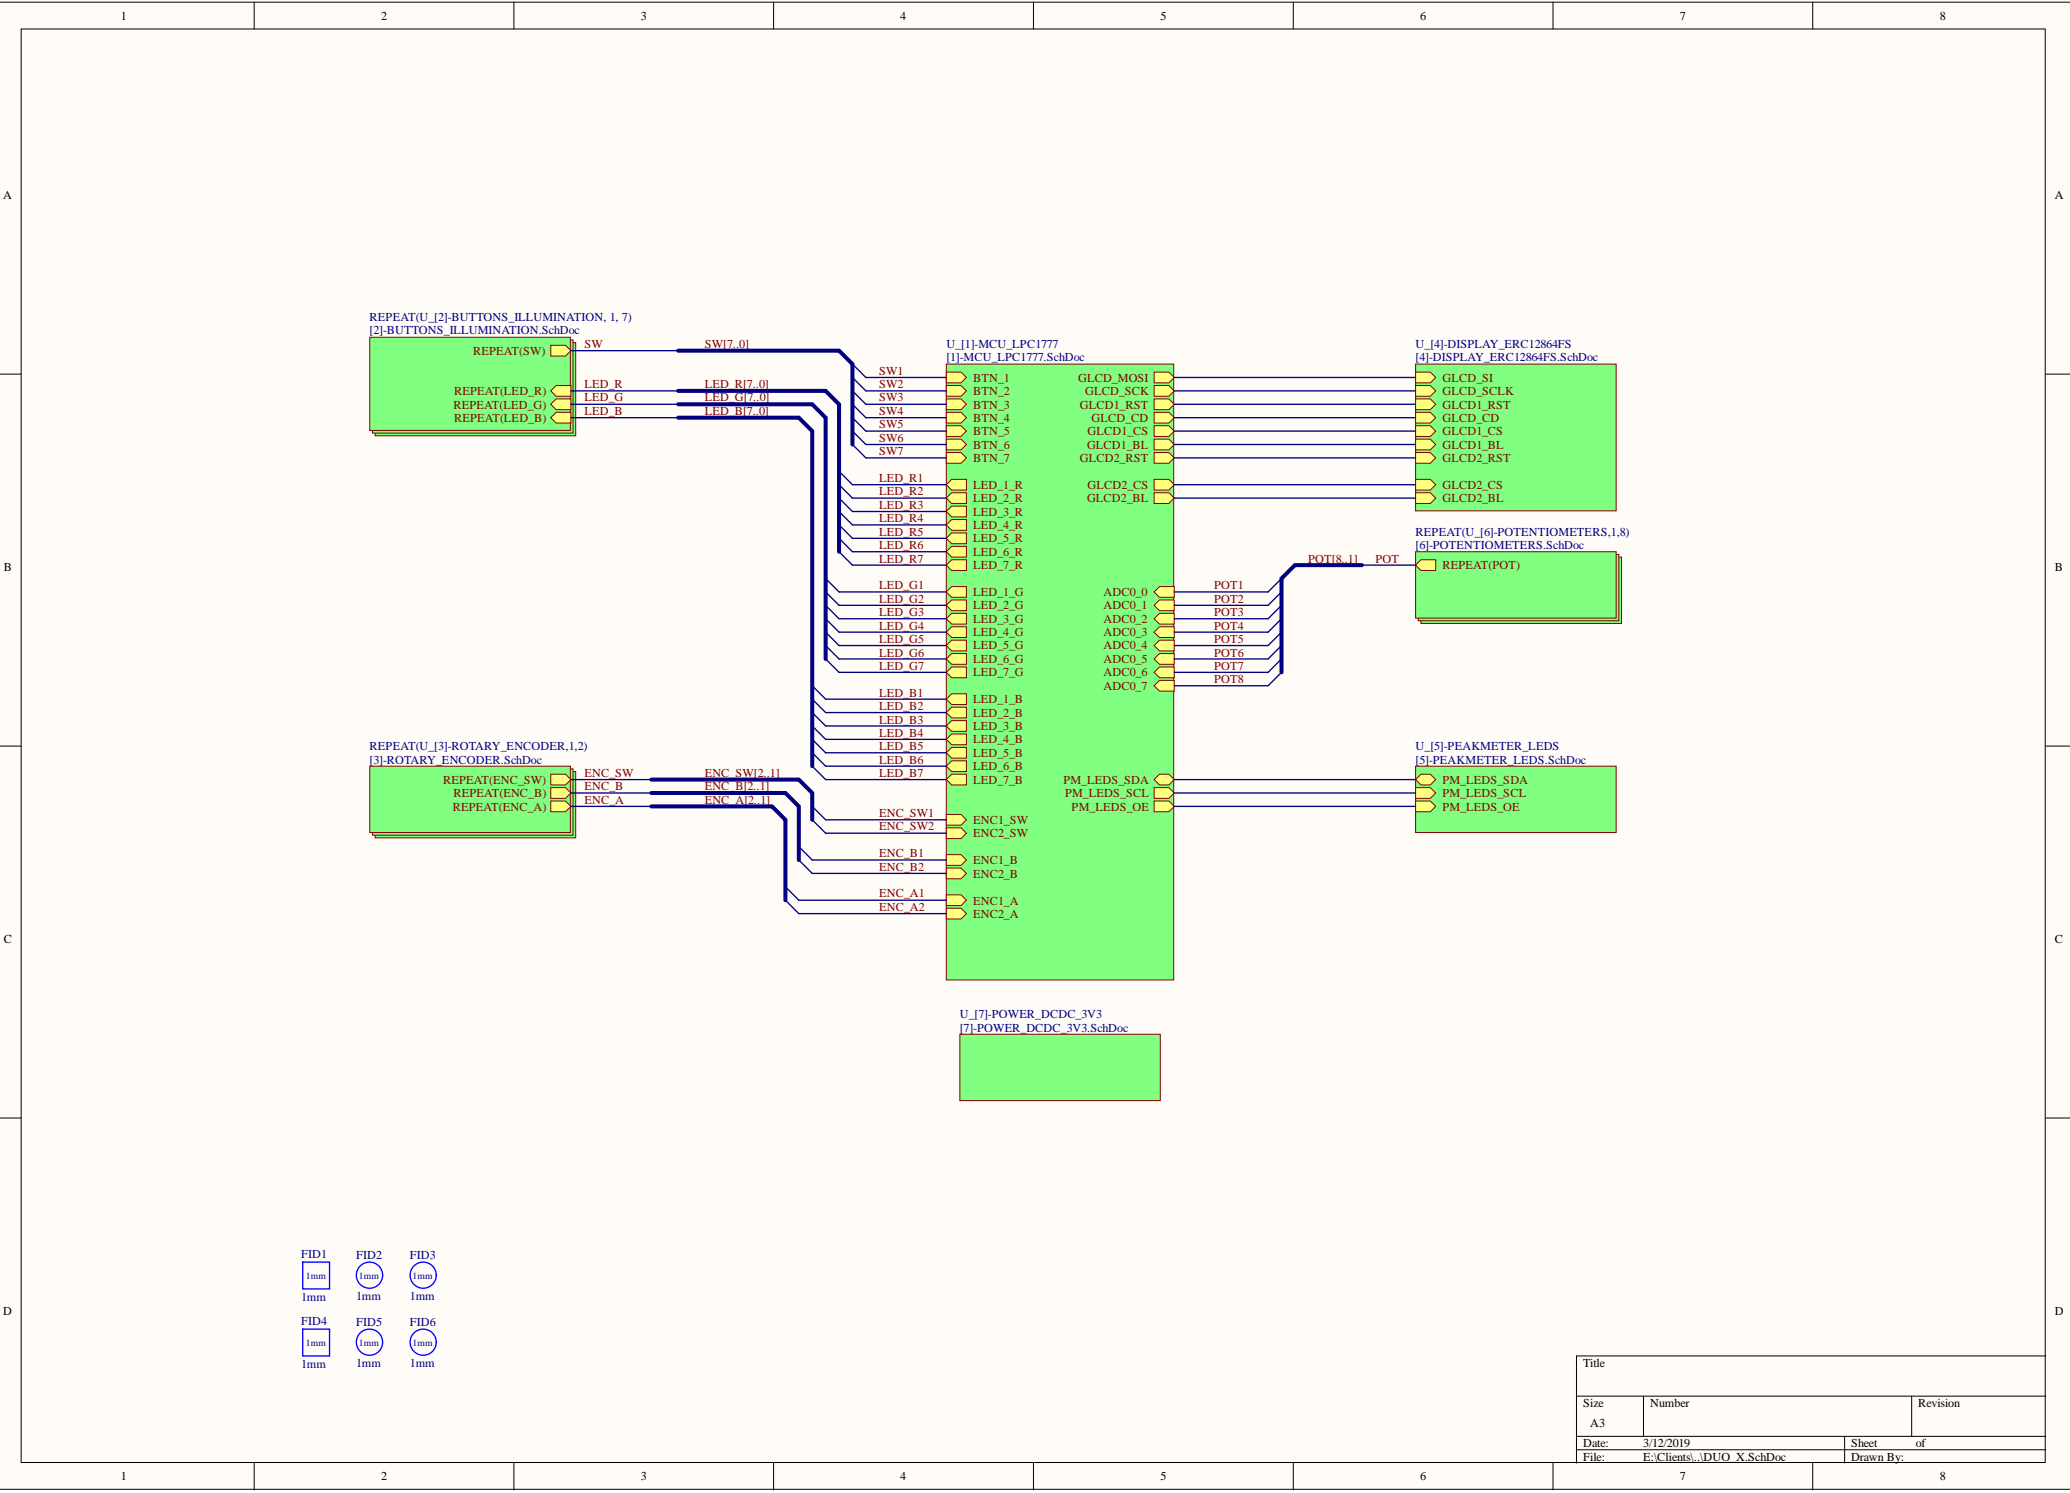 1 2 3 4 5 6 7 8
A A
B B
C C
D D
REPEAT(U_[2]-BUTTONS_ILLUMINATION, 1, 7)
[2]-BUTTONS_ILLUMINATION.SchDoc
REPEAT(SW) SW SW[7..0]
REPEAT(LED_R) LED_R LED_R[7..0]
REPEAT(LED_G) LED_G LED_G[7..0]
REPEAT(LED_B) LED_B LED_B[7..0]
REPEAT(U_[3]-ROTARY_ENCODER,1,2)
[3]-ROTARY_ENCODER.SchDoc
REPEAT(ENC_SW) ENC_SW ENC_SW[2..1]
REPEAT(ENC_B) ENC_B ENC_B[2..1]
REPEAT(ENC_A) ENC_A ENC_A[2..1]
U_[1]-MCU_LPC1777
[1]-MCU_LPC1777.SchDoc
SW1 BTN_1
SW2 BTN_2
SW3 BTN_3
SW4 BTN_4
SW5 BTN_5
SW6 BTN_6
SW7 BTN_7
LED_R1 LED_1_R
LED_R2 LED_2_R
LED_R3 LED_3_R
LED_R4 LED_4_R
LED_R5 LED_5_R
LED_R6 LED_6_R
LED_R7 LED_7_R
LED_G1 LED_1_G
LED_G2 LED_2_G
LED_G3 LED_3_G
LED_G4 LED_4_G
LED_G5 LED_5_G
LED_G6 LED_6_G
LED_G7 LED_7_G
LED_B1 LED_1_B
LED_B2 LED_2_B
LED_B3 LED_3_B
LED_B4 LED_4_B
LED_B5 LED_5_B
LED_B6 LED_6_B
LED_B7 LED_7_B
ENC_SW1 ENC1_SW
ENC_SW2 ENC2_SW
ENC_B1 ENC1_B
ENC_B2 ENC2_B
ENC_A1 ENC1_A
ENC_A2 ENC2_A
GLCD_MOSI
GLCD_SCK
GLCD1_RST
GLCD_CD
GLCD1_CS
GLCD1_BL
GLCD2_RST
GLCD2_CS
GLCD2_BL
ADC0_0 POT1
ADC0_1 POT2
ADC0_2 POT3
ADC0_3 POT4
ADC0_4 POT5
ADC0_5 POT6
ADC0_6 POT7
ADC0_7 POT8
PM_LEDS_SDA
PM_LEDS_SCL
PM_LEDS_OE
U_[4]-DISPLAY_ERC12864FS
[4]-DISPLAY_ERC12864FS.SchDoc
GLCD_SI
GLCD_SCLK
GLCD1_RST
GLCD_CD
GLCD1_CS
GLCD1_BL
GLCD2_RST
GLCD2_CS
GLCD2_BL
REPEAT(U_[6]-POTENTIOMETERS,1,8)
[6]-POTENTIOMETERS.SchDoc
POT[8..1] POT REPEAT(POT)
U_[5]-PEAKMETER_LEDS
[5]-PEAKMETER_LEDS.SchDoc
PM_LEDS_SDA
PM_LEDS_SCL
PM_LEDS_OE
U_[7]-POWER_DCDC_3V3
[7]-POWER_DCDC_3V3.SchDoc
FID1 FID2 FID3
1mm 1mm 1mm
1mm 1mm 1mm
FID4 FID5 FID6
1mm 1mm 1mm
1mm 1mm 1mm
Title
Size Number Revision
A3
Date: 3/12/2019 Sheet of
File: E:\Clients\..\DUO_X.SchDoc Drawn By:
1 2 3 4 5 6 7 8